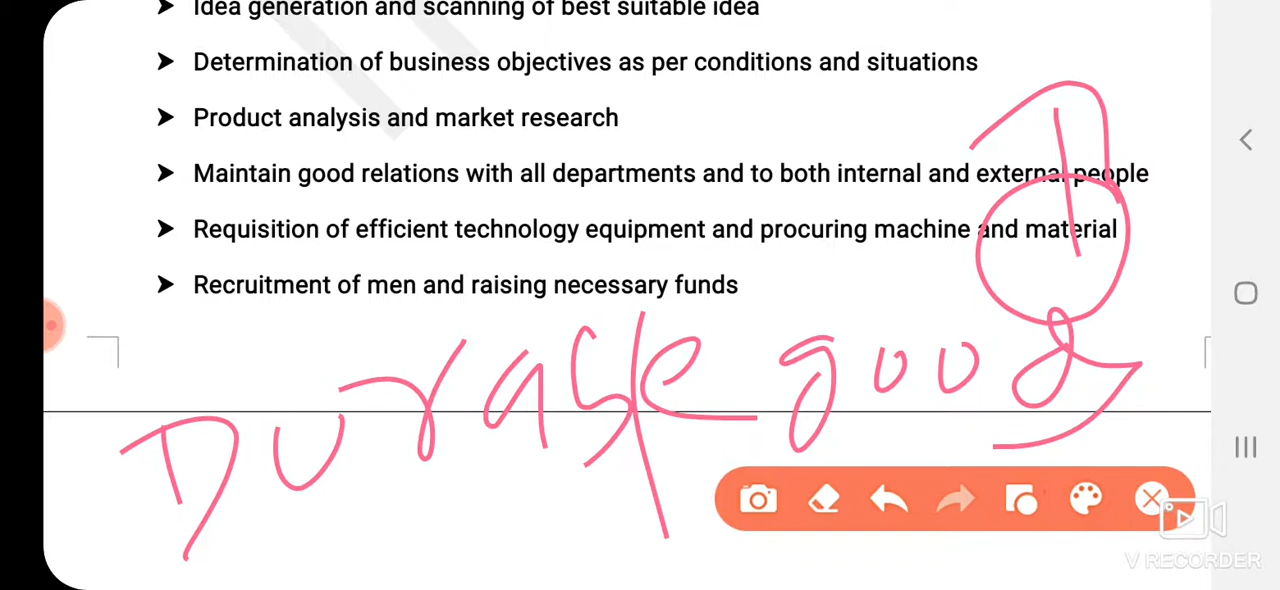 ➤ Idea generation and scanning of best suitable idea
➤ Determination of business objectives as per conditions and situations
➤ Product analysis and market research
➤ Maintain good relations with all departments and to both internal and external people
➤ Requisition of efficient technology equipment and procuring machine and material
➤ Recruitment of men and raising necessary funds
goods
V RECORDER